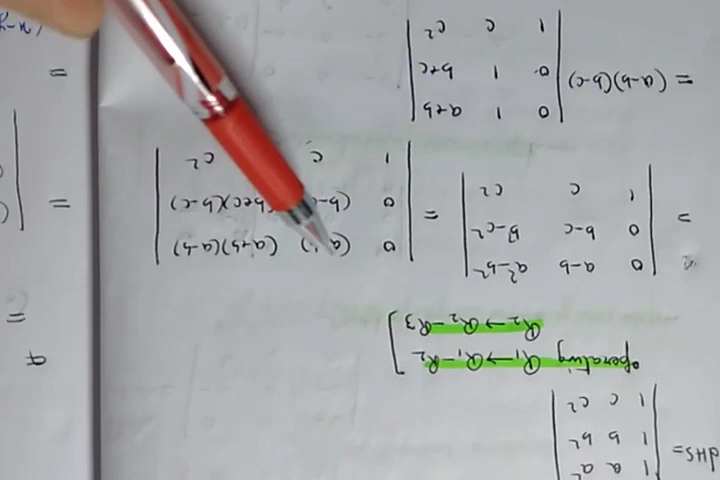 LHS = | 1 a a² |
| 1 b b² |
| 1 c c² |
operating R₁ → R₁ - R₂
R₂ → R₂ - R₃ ]
= | 0 a-b a²-b² |
| 0 b-c B-c² |
| 1 c c² |
= | 0 (a+b)(a-b) |
| 0 (b+c)(b-c) |
| 1 c c² |
= (a-b)(b-c) | 0 1 a+b |
| 0 1 b+c |
| 1 c c² |